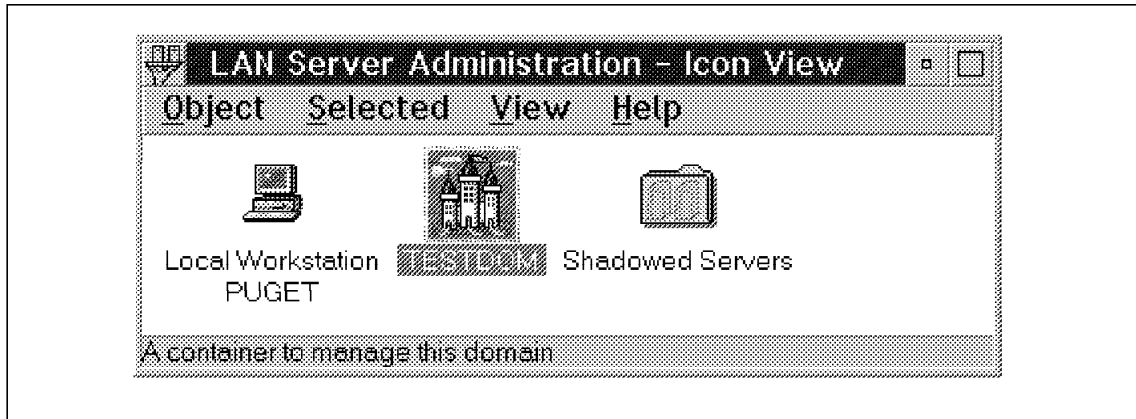 LAN Server Administration - Icon View
Object Selected View Help
Local Workstation
PUGET
TESTDOM
Shadowed Servers
A container to manage this domain